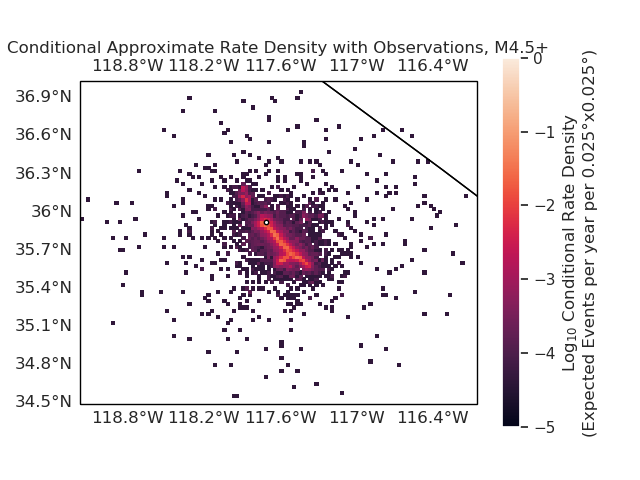 Conditional Approximate Rate Density with Observations, M4.5+
118.8°W 118.2°W 117.6°W 117°W 116.4°W
36.9°N
36.6°N
36.3°N
36°N
35.7°N
35.4°N
35.1°N
34.8°N
34.5°N
118.8°W 118.2°W 117.6°W 117°W 116.4°W
0
−1
−2
−3
−4
−5
Log₁₀ Conditional Rate Density
(Expected Events per year per 0.025°x0.025°)